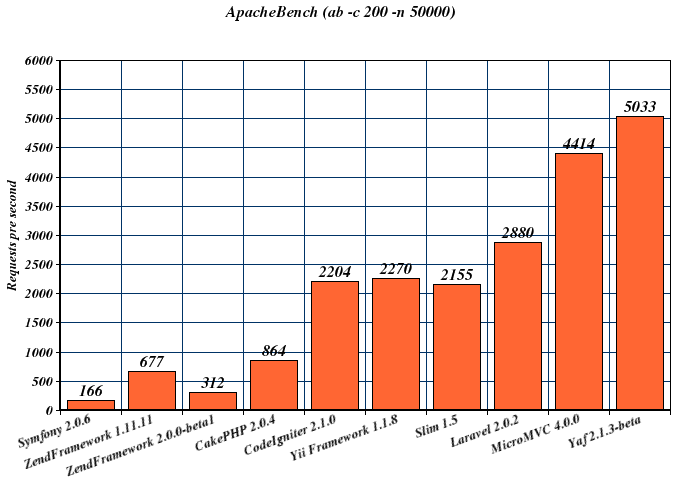 ApacheBench (ab -c 200 -n 50000)
Requests pre second
6000
5500
5000
4500
4000
3500
3000
2500
2000
1500
1000
500
0
166
677
312
864
2204
2270
2155
2880
4414
5033
Symfony 2.0.6
ZendFramework 1.11.11
ZendFramework 2.0.0-beta1
CakePHP 2.0.4
CodeIgniter 2.1.0
Yii Framework 1.1.8
Slim 1.5
Laravel 2.0.2
MicroMVC 4.0.0
Yaf2.1.3-beta